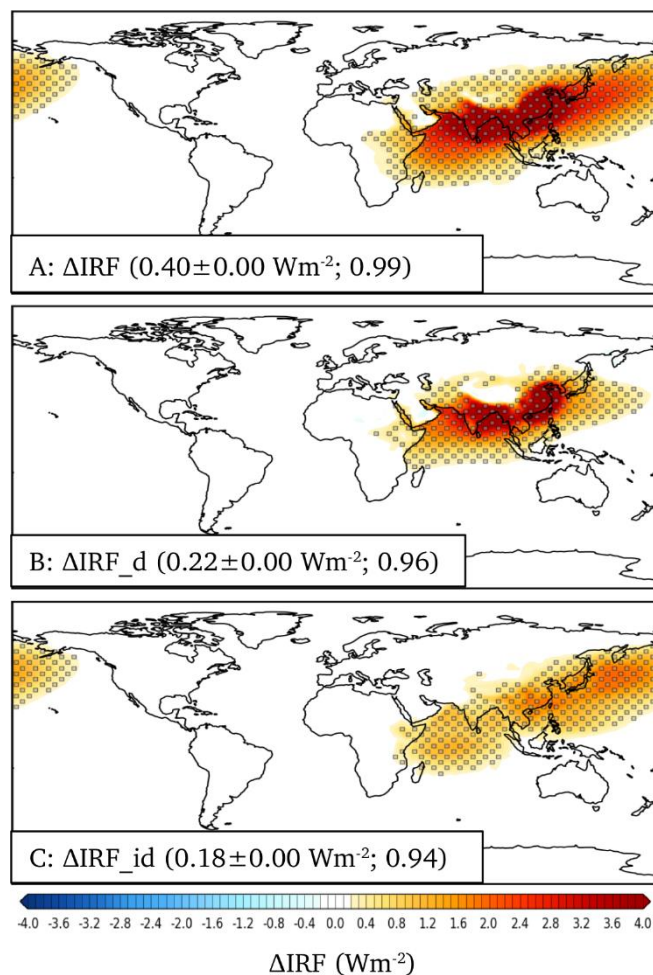 A: ΔIRF (0.40±0.00 Wm⁻²; 0.99)
B: ΔIRF_d (0.22±0.00 Wm⁻²; 0.96)
C: ΔIRF_id (0.18±0.00 Wm⁻²; 0.94)
-4.0 -3.6 -3.2 -2.8 -2.4 -2.0 -1.6 -1.2 -0.8 -0.4 0.0 0.4 0.8 1.2 1.6 2.0 2.4 2.8 3.2 3.6 4.0
ΔIRF (Wm⁻²)